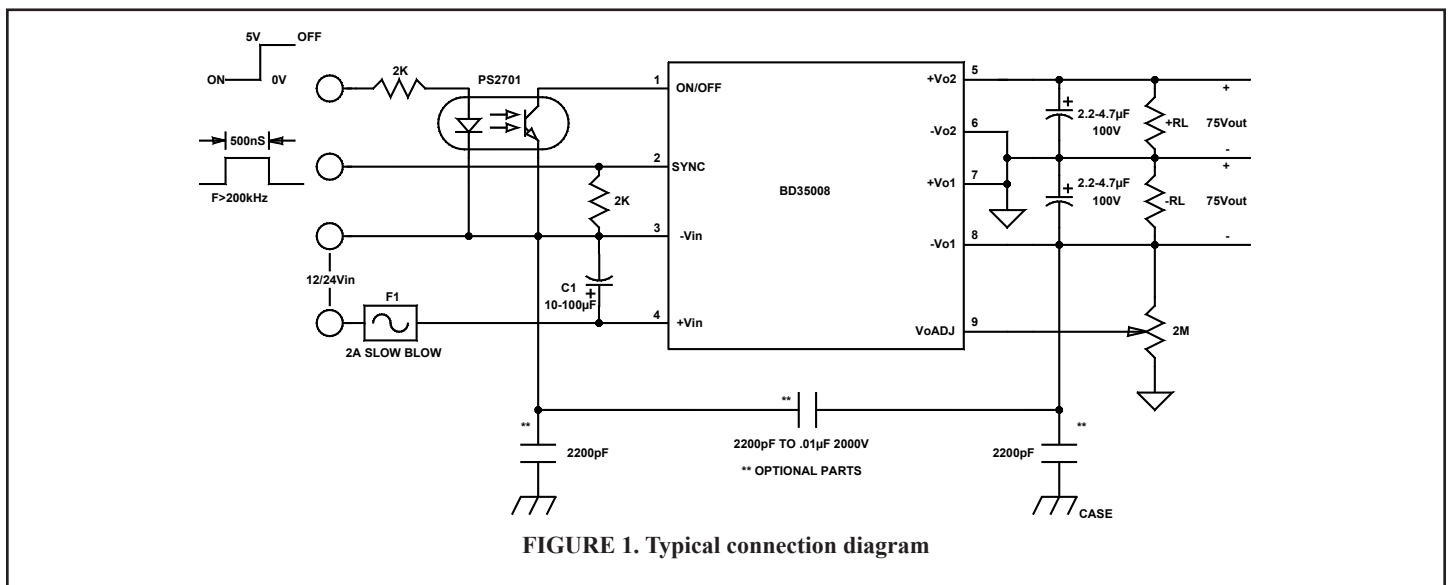 5V OFF
ON 0V
2K
PS2701
1 ON/OFF
500nS
F>200kHz
2 SYNC
2K
3 -Vin
12/24Vin
C1
+
10-100µF
F1
2A SLOW BLOW
4 +Vin
BD35008
+Vo2 5
-Vo2 6
+Vo1 7
-Vo1 8
VoADJ 9
+
2.2-4.7µF
100V
+RL
+
75Vout
-
+
2.2-4.7µF
100V
-RL
+
75Vout
-
2M
**
2200pF
**
2200pF TO .01µF 2000V
** OPTIONAL PARTS
**
2200pF
CASE
FIGURE 1. Typical connection diagram